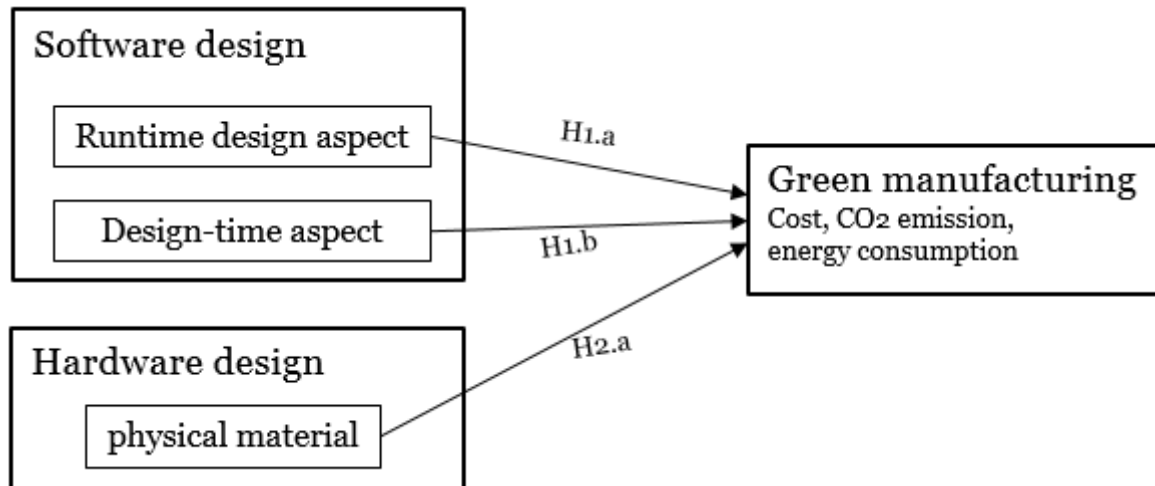 Software design
Runtime design aspect
H1.a
Design-time aspect
H1.b
Green manufacturing
Cost, CO2 emission,
energy consumption
Hardware design
H2.a
physical material